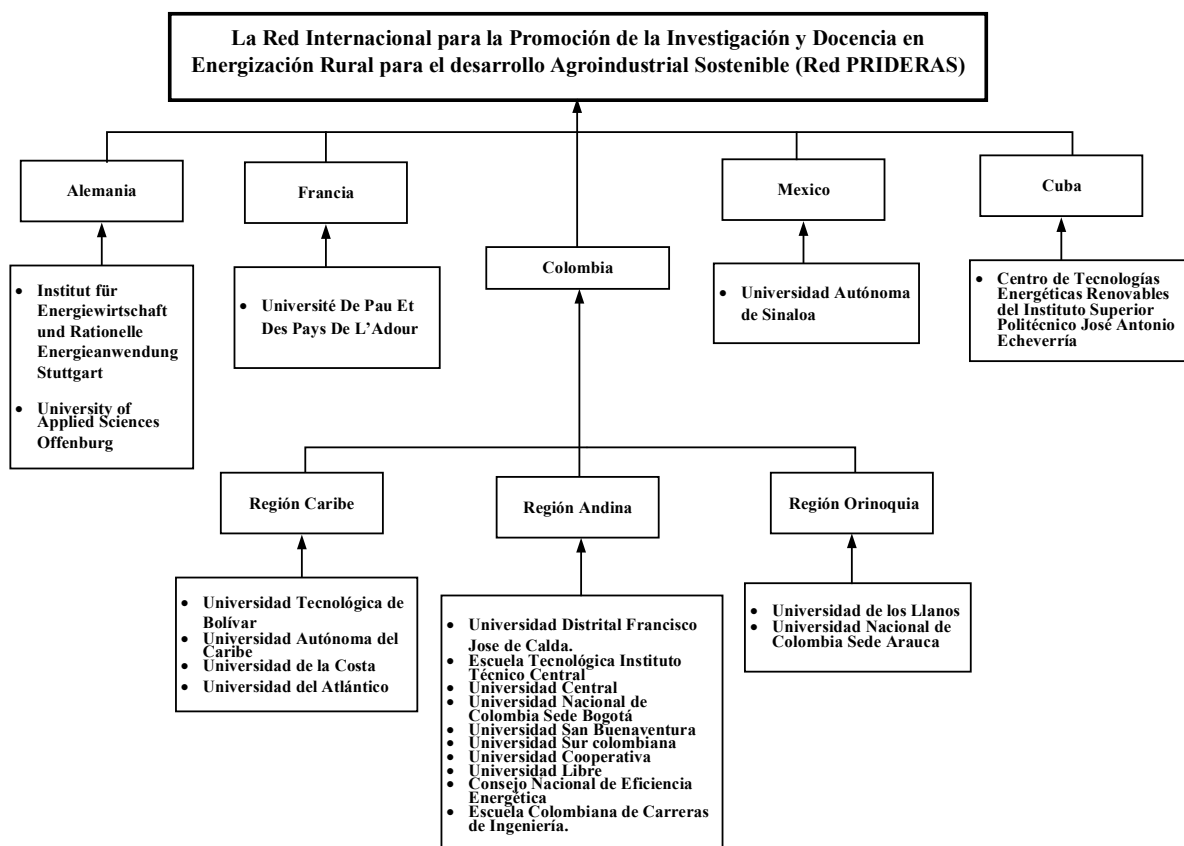 La Red Internacional para la Promoción de la Investigación y Docencia en
Energización Rural para el desarrollo Agroindustrial Sostenible (Red PRIDERAS)
Alemania
Francia
Mexico
Cuba
Colombia
• Institut für
Energiewirtschaft
und Rationelle
Energieanwendung
Stuttgart
• University of
Applied Sciences
Offenburg
• Université De Pau Et
Des Pays De L’Adour
• Universidad Autónoma
de Sinaloa
• Centro de Tecnologías
Energéticas Renovables
del Instituto Superior
Politécnico José Antonio
Echeverría
Región Caribe
Región Andina
Región Orinoquia
• Universidad Tecnológica de
Bolívar
• Universidad Autónoma del
Caribe
• Universidad de la Costa
• Universidad del Atlántico
• Universidad Distrital Francisco
Jose de Calda.
• Escuela Tecnológica Instituto
Técnico Central
• Universidad Central
• Universidad Nacional de
Colombia Sede Bogotá
• Universidad San Buenaventura
• Universidad Sur colombiana
• Universidad Cooperativa
• Universidad Libre
• Consejo Nacional de Eficiencia
Energética
• Escuela Colombiana de Carreras
de Ingeniería.
• Universidad de los Llanos
• Universidad Nacional de
Colombia Sede Arauca